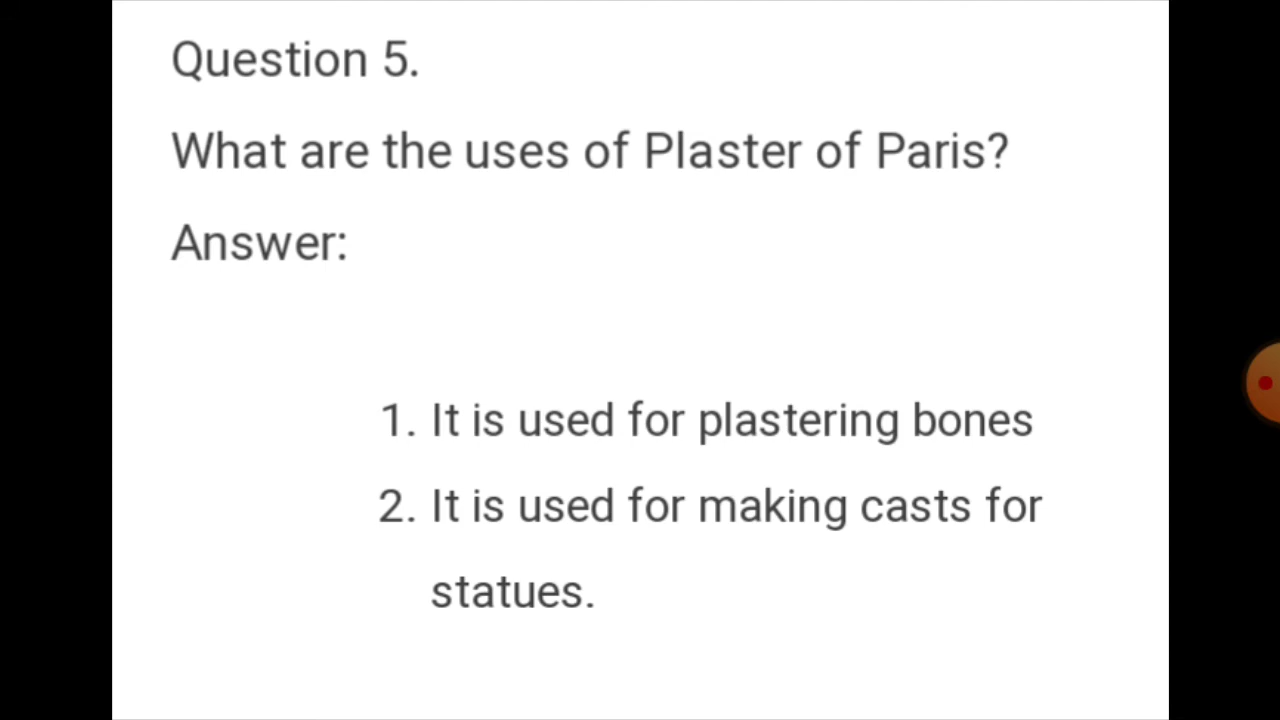 Question 5.
What are the uses of Plaster of Paris?
Answer:
1. It is used for plastering bones
2. It is used for making casts for
statues.